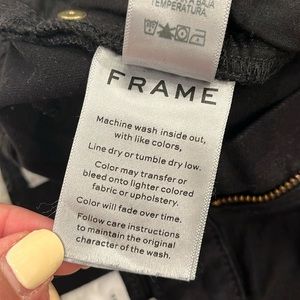 A BAJA
TEMPERATURA
FRAME
Machine wash inside out,
with like colors,
Line dry or tumble dry low.
Color may transfer or
bleed onto lighter colored
fabric or upholstery.
Color will fade over time.
Follow care instructions
to maintain the original
character of the wash.